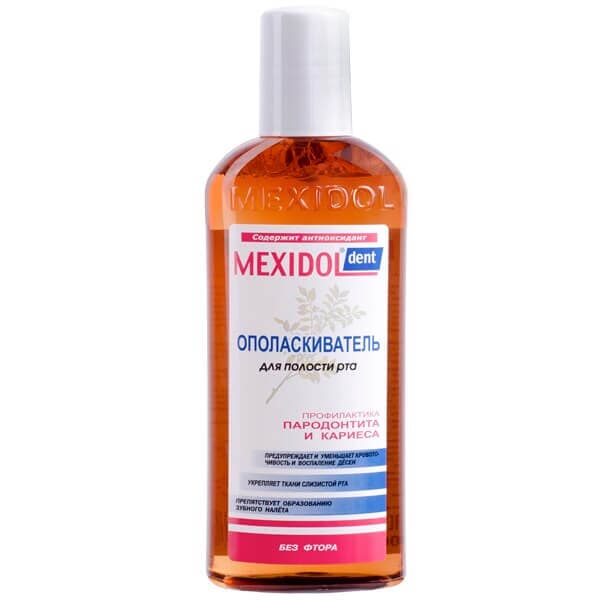 MEXIDOL
Содержит антиоксидант
MEXIDOL® dent
ОПОЛАСКИВАТЕЛЬ
для полости рта
ПРОФИЛАКТИКА
ПАРОДОНТИТА
И КАРИЕСА
ПРЕДУПРЕЖДАЕТ И УМЕНЬШАЕТ КРОВОТО-
ЧИВОСТЬ И ВОСПАЛЕНИЕ ДЁСЕН
УКРЕПЛЯЕТ ТКАНИ СЛИЗИСТОЙ РТА
ПРЕПЯТСТВУЕТ ОБРАЗОВАНИЮ
ЗУБНОГО НАЛЁТА
БЕЗ ФТОРА